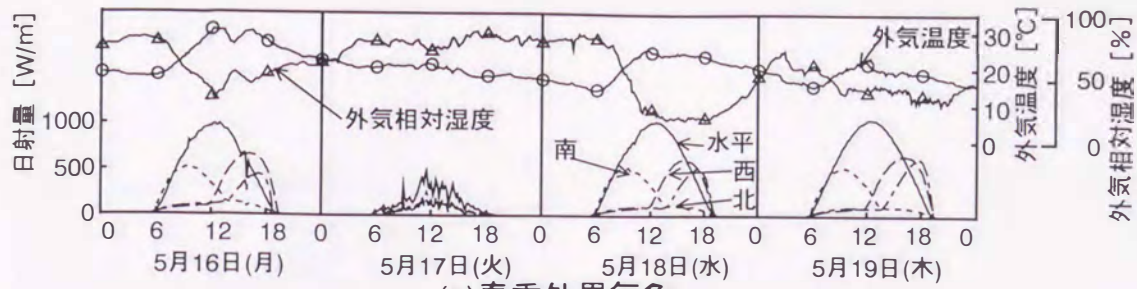 日射量 [W/㎡]
1000
500
0
外気相対湿度
外気温度
南
水平
西
北
30
20
10
0
外気温度 [℃]
100
50
0
外気相対湿度 [%]
0 6 12 18 0 6 12 18 0 6 12 18 0 6 12 18 0
5月16日(月) 5月17日(火) 5月18日(水) 5月19日(木)